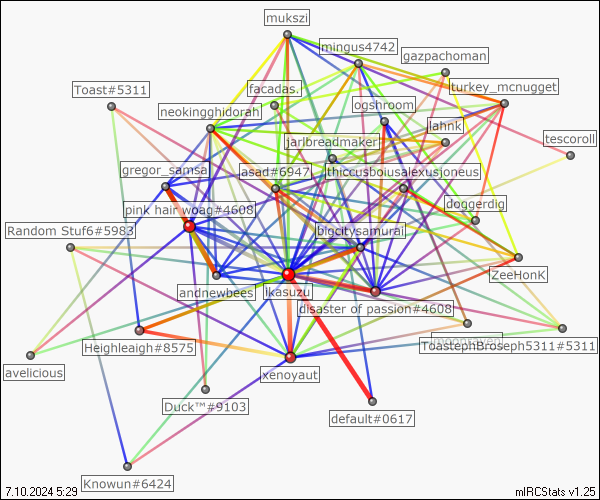 mukszi
mingus4742
gazpachoman
Toast#5311
facadas.
turkey_mcnugget
neokingghidorah
ogshroom
lahnk
jarlbreadmaker
tescoroll
gregor_samsa
asad#6947
thiccusboiusalexusjoneus
pink hair woag#4608
doggerdig
Random Stuf6#5983
bigcitysamurai
ZeeHonK
andnewbees
lkasuzu
disaster of passion#4608
Heighleaigh#8575
ToastephBroseph5311#5311
avelicious
xenoyaut
Duck™#9103
default#0617
Knowun#6424
7.10.2024 5:29
mIRCStats v1.25